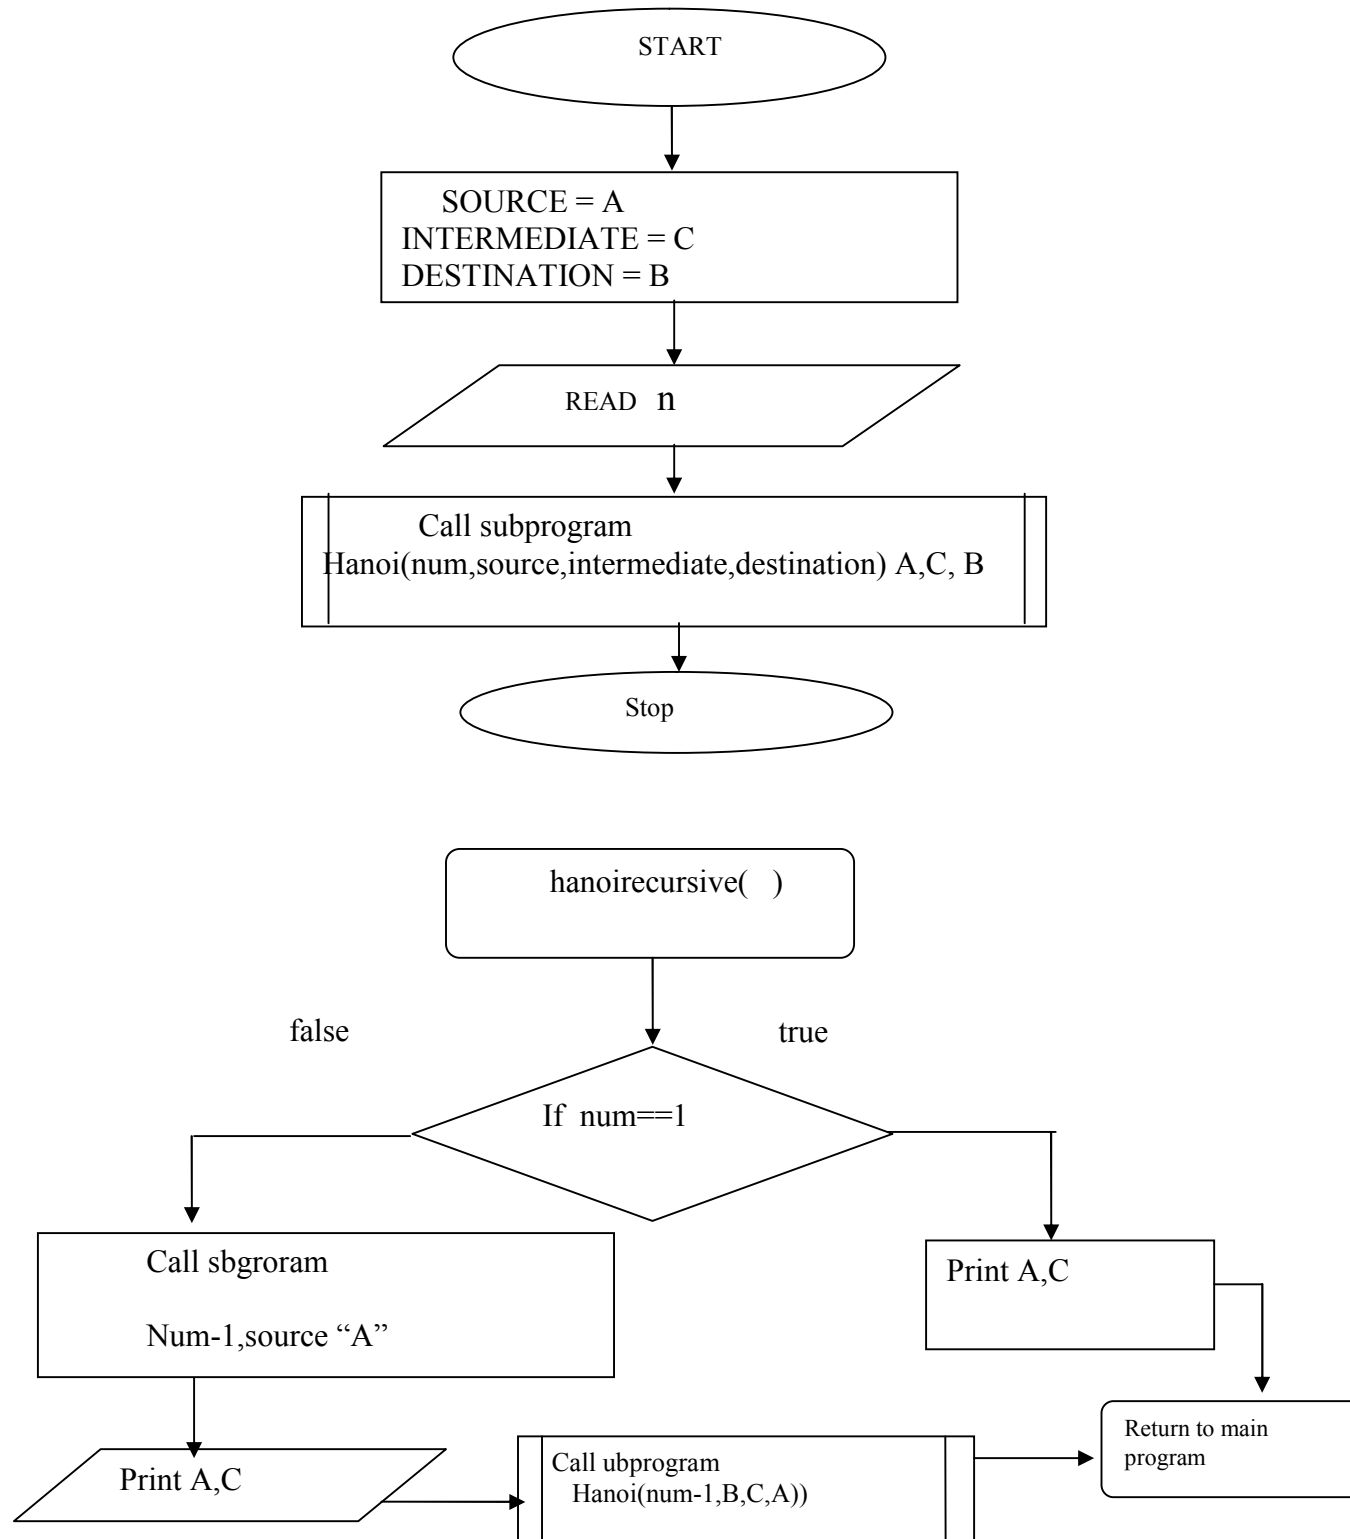 START
SOURCE = A
INTERMEDIATE = C
DESTINATION = B
READ n
Call subprogram
Hanoi(num,source,intermediate,destination) A,C, B
Stop
hanoirecursive( )
false
true
If num==1
Call sbgroram
Num-1,source “A”
Print A,C
Print A,C
Call ubprogram
Hanoi(num-1,B,C,A))
Return to main
program